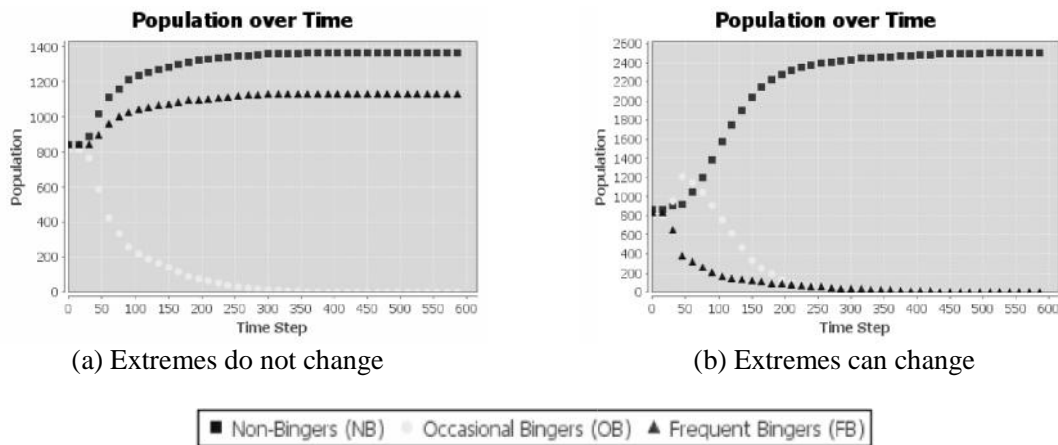 Population over Time
1400
1200
1000
800
600
400
200
0
Population
0 50 100 150 200 250 300 350 400 450 500 550 600
Time Step
(a) Extremes do not change
Population over Time
2600
2400
2200
2000
1800
1600
1400
1200
1000
800
600
400
200
0
Population
0 50 100 150 200 250 300 350 400 450 500 550 600
Time Step
(b) Extremes can change
Non-Bingers (NB) Occasional Bingers (OB) Frequent Bingers (FB)